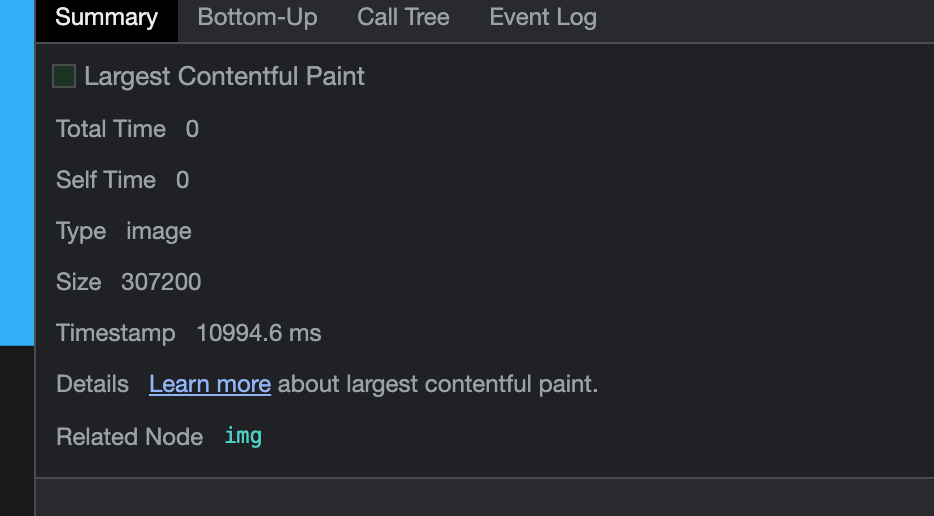 Summary Bottom-Up Call Tree Event Log
Largest Contentful Paint
Total Time 0
Self Time 0
Type image
Size 307200
Timestamp 10994.6 ms
Details Learn more about largest contentful paint.
Related Node img